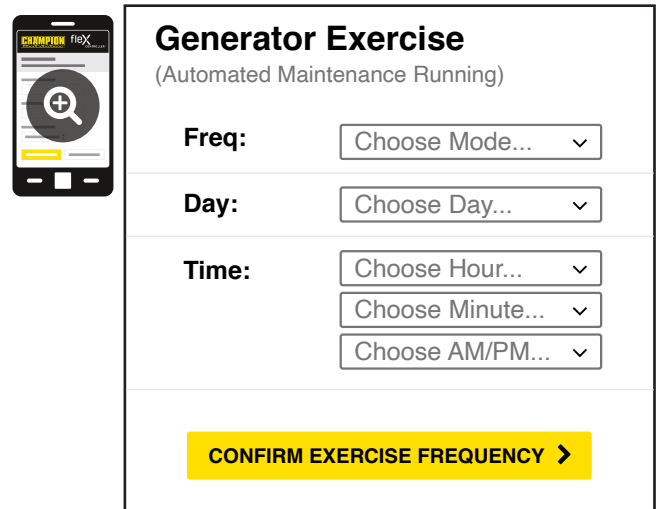 CHAMPION fleX
CONTROLLER
Generator Exercise
(Automated Maintenance Running)
Freq: Choose Mode...
Day: Choose Day...
Time: Choose Hour...
Choose Minute...
Choose AM/PM...
CONFIRM EXERCISE FREQUENCY